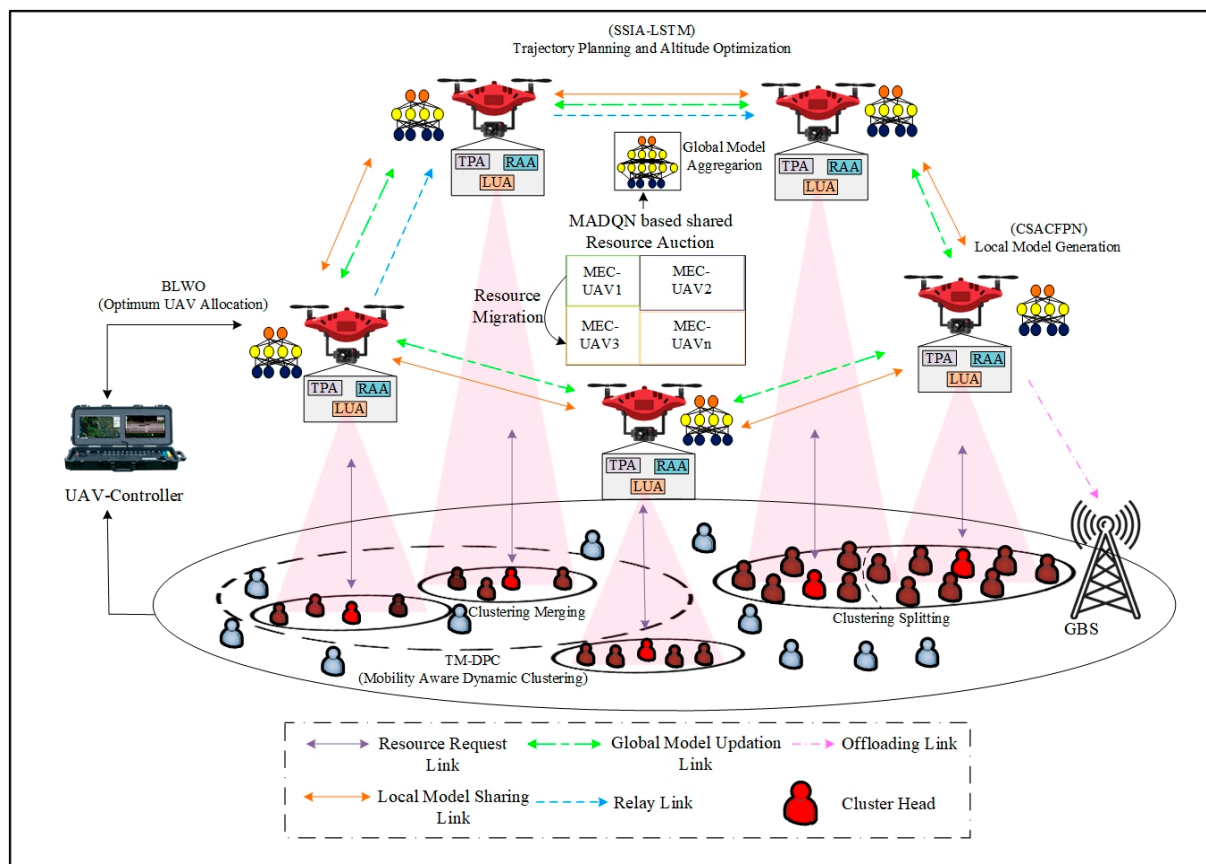 (SSIA-LSTM)
Trajectory Planning and Altitude Optimization
TPA
RAA
LUA
Global Model
Aggregarion
TPA
RAA
LUA
MADQN based shared
Resource Auction
(CSACFPN)
Local Model Generation
BLWO
(Optimum UAV Allocation)
Resource
Migration
MEC-
UAV1
MEC-
UAV2
MEC-
UAV3
MEC-
UAVn
TPA
RAA
LUA
TPA
RAA
LUA
TPA
RAA
LUA
UAV-Controller
Clustering Merging
Clustering Splitting
GBS
TM-DPC
(Mobility Aware Dynamic Clustering)
Resource Request
Link
Global Model Updation
Link
Offloading Link
Local Model Sharing
Link
Relay Link
Cluster Head